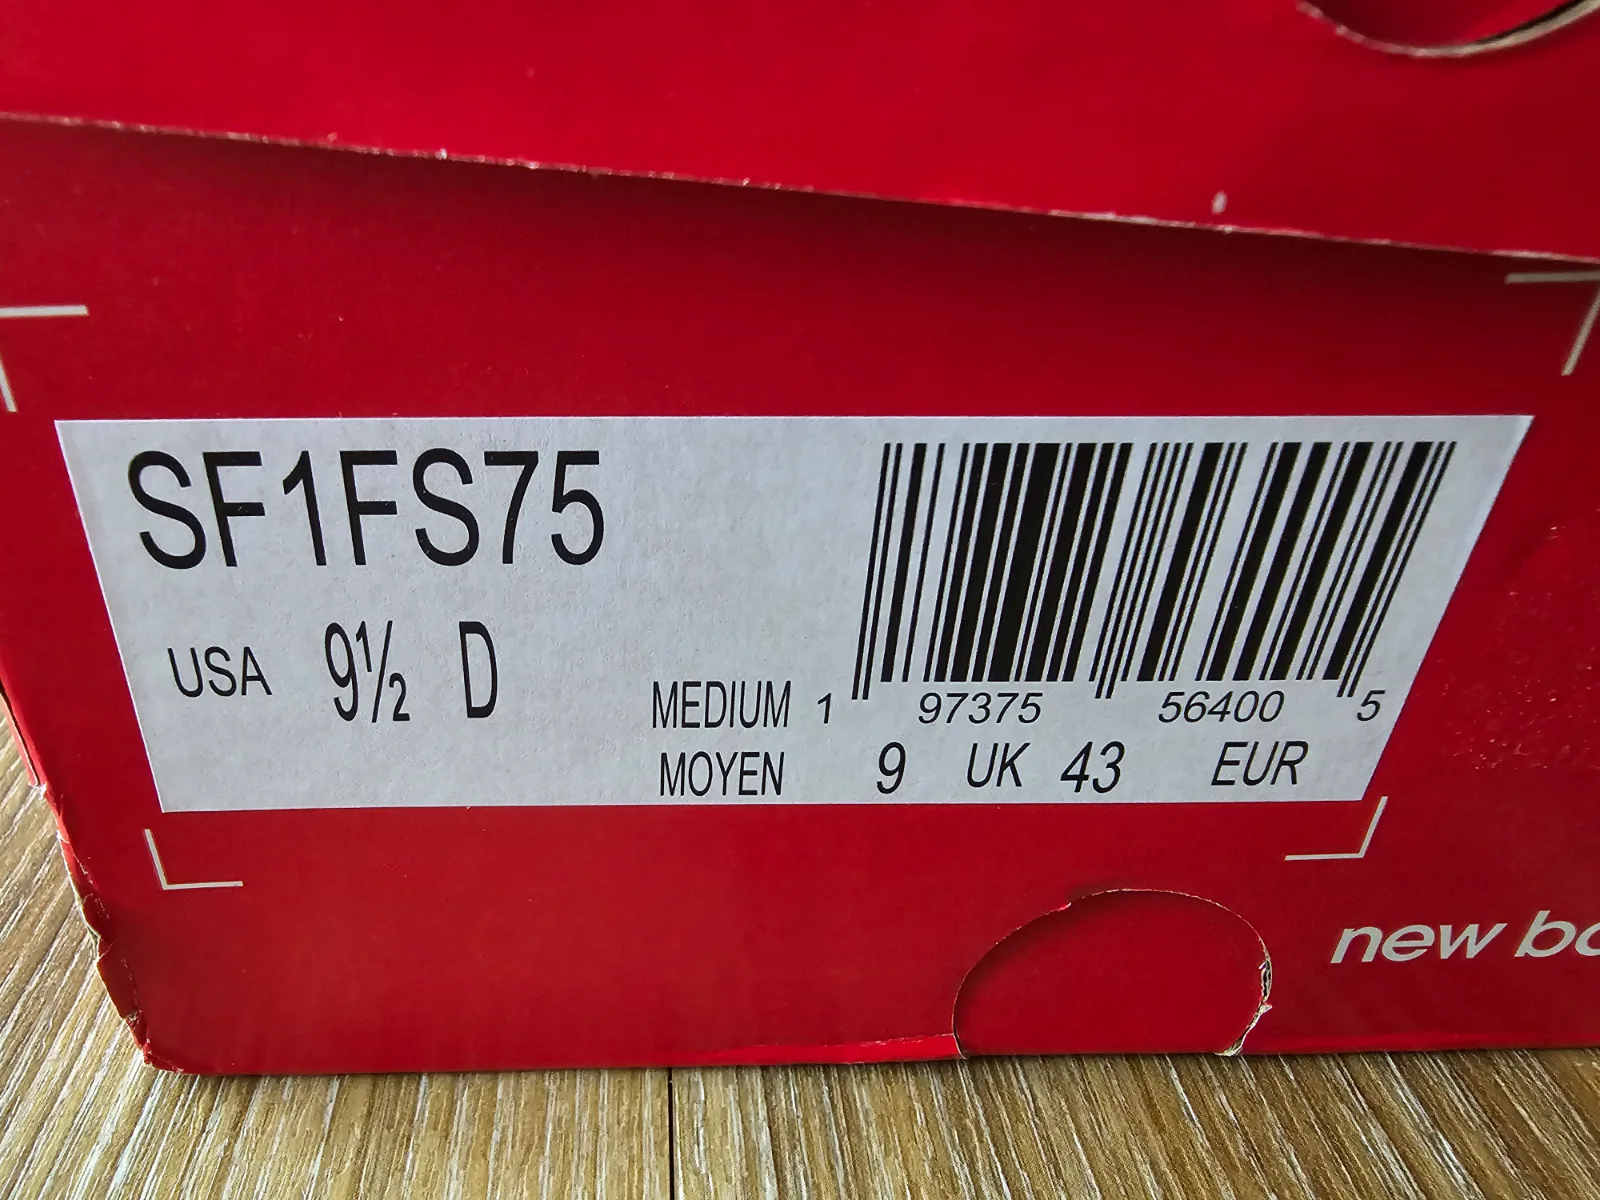 SF1FS75
USA 9½ D
MEDIUM 1 97375 56400 5
MOYEN 9 UK 43 EUR
new